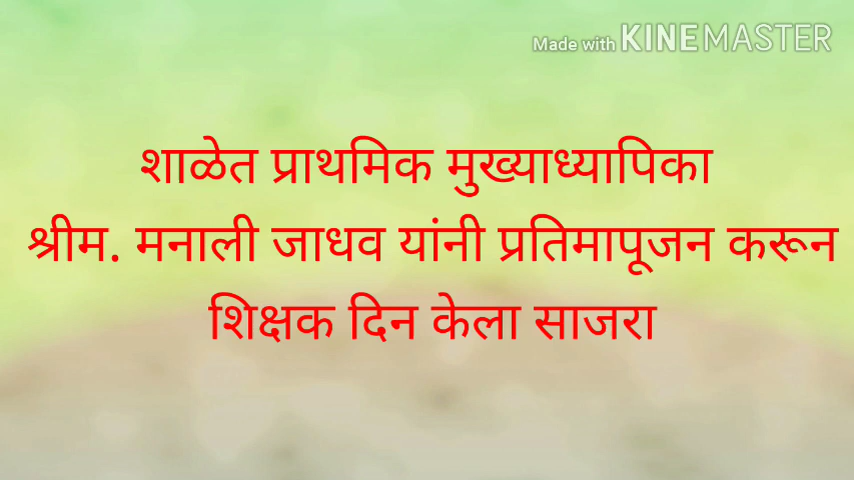 Made with KINEMASTER
शाळेत प्राथमिक मुख्याध्यापिका
श्रीम. मनाली जाधव यांनी प्रतिमापूजन करून
शिक्षक दिन केला साजरा